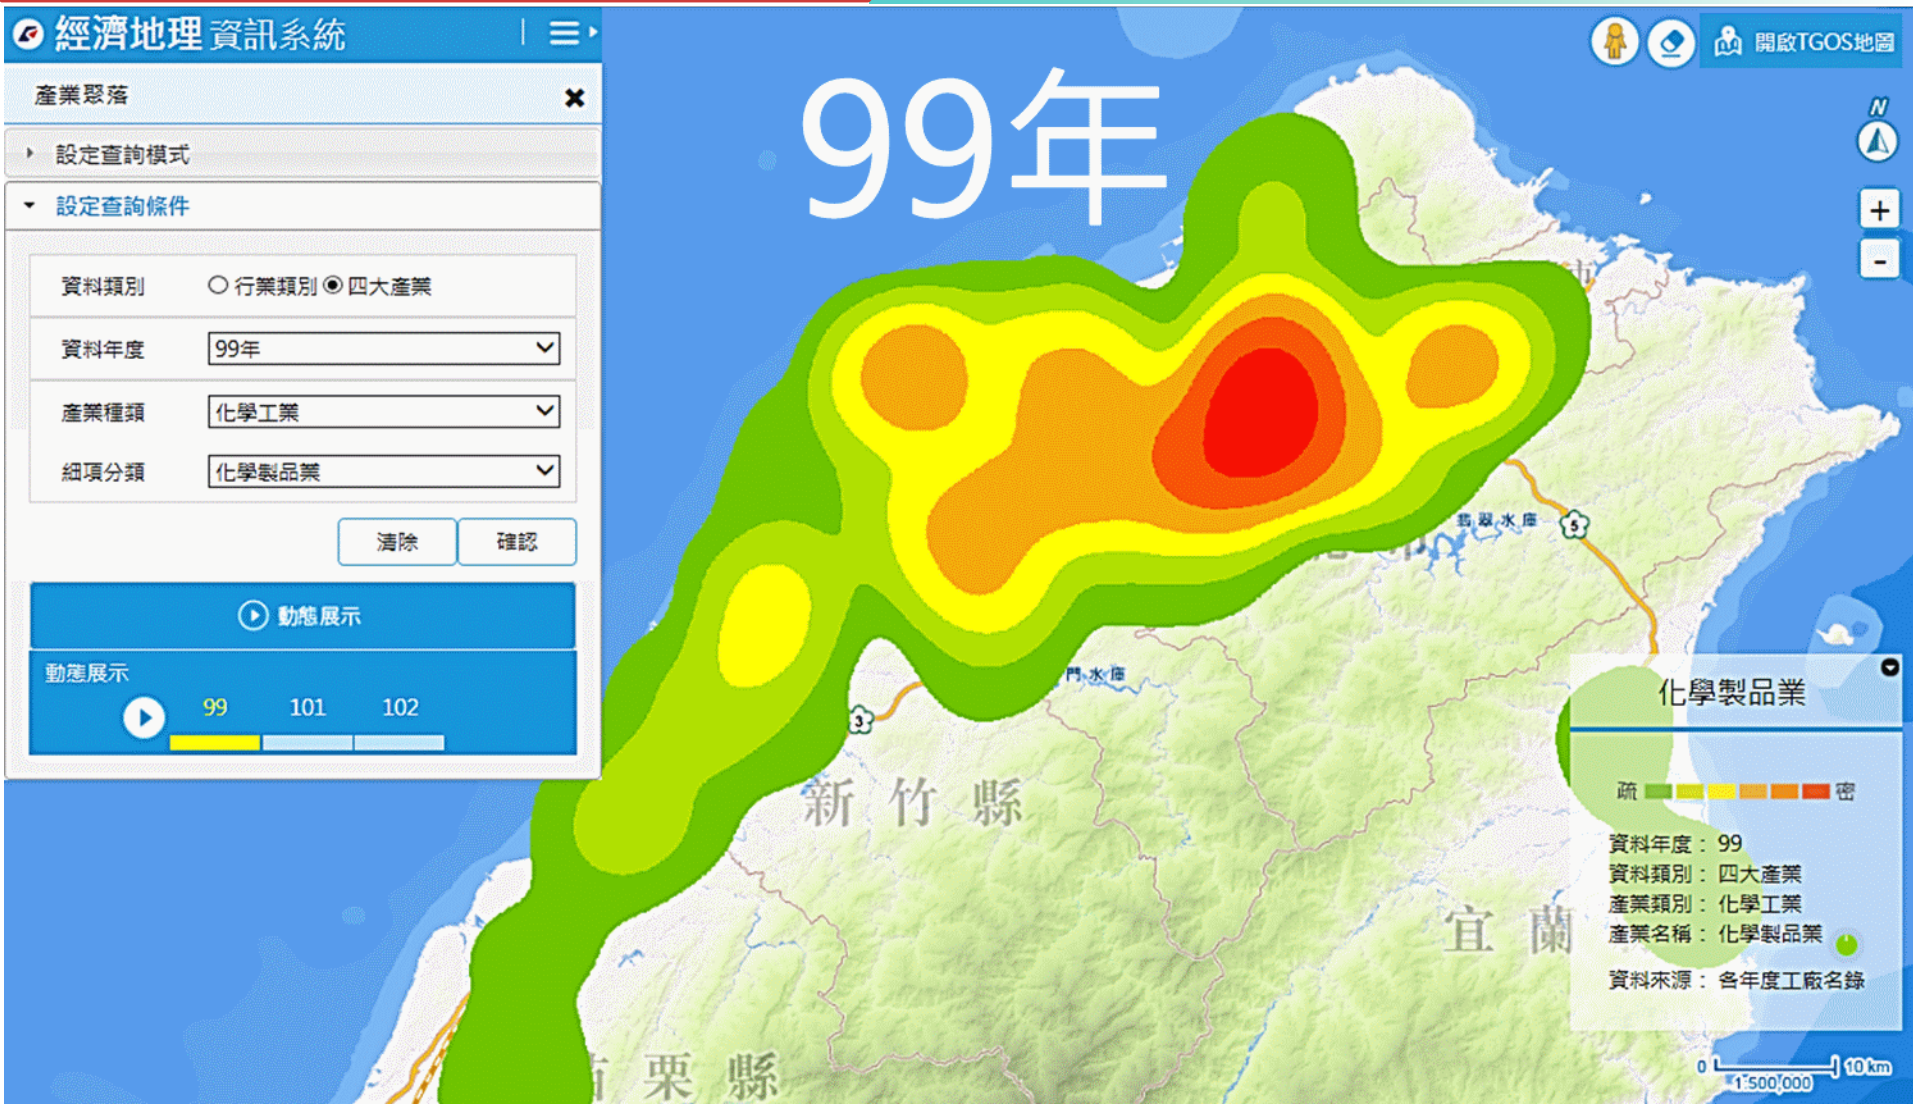 經濟地理資訊系統
99年
開啟TGOS地圖
產業聚落
N
設定查詢模式
設定查詢條件
+
-
資料類別 行業類別 四大產業
市
資料年度 99年
產業種類 化學工業
細項分類 化學製品業
翡翠水庫
5
清除 確認
動態展示
動態展示
門水庫
3
99 101 102
化學製品業
新竹縣
疏 密
資料年度： 99
資料類別： 四大產業
產業類別： 化學工業
宜蘭
產業名稱： 化學製品業
資料來源： 各年度工廠名錄
栗縣
0 10 km
1:500,000